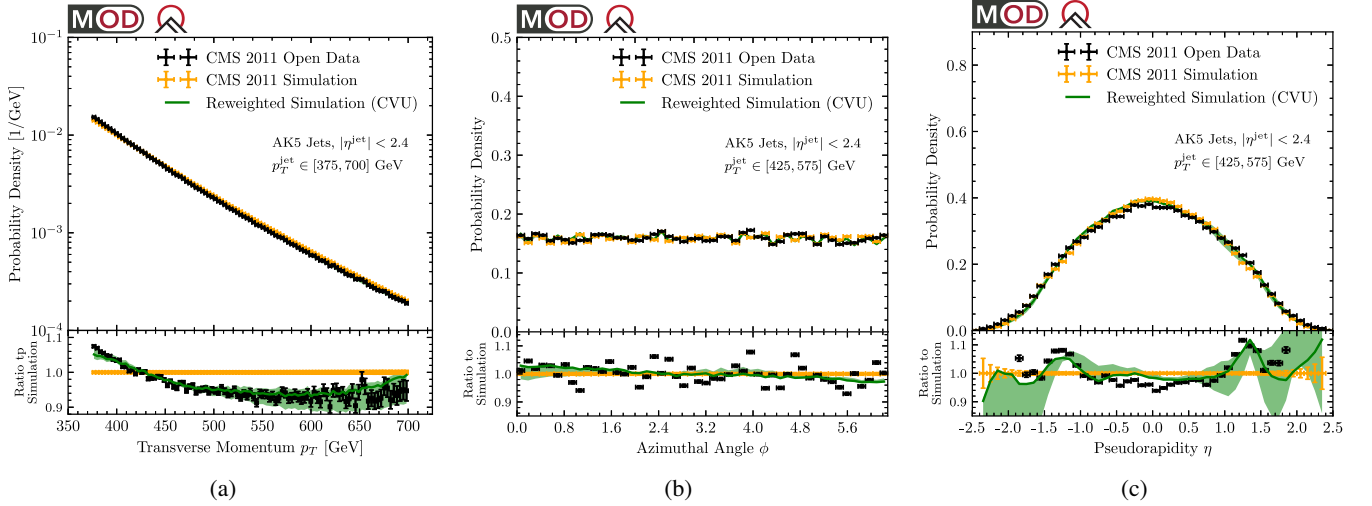 MOD
CMS 2011 Open Data
CMS 2011 Simulation
Reweighted Simulation (CVU)
AK5 Jets, |η^jet| < 2.4
p_T^jet ∈ [375, 700] GeV
Probability Density [1/GeV]
10^−1
10^−2
10^−3
10^−4
Ratio tp
Simulation
1.1
1.0
0.9
350 400 450 500 550 600 650 700
Transverse Momentum p_T [GeV]
(a)
MOD
CMS 2011 Open Data
CMS 2011 Simulation
Reweighted Simulation (CVU)
AK5 Jets, |η^jet| < 2.4
p_T^jet ∈ [425, 575] GeV
Probability Density
0.5
0.4
0.3
0.2
0.1
0.0
Ratio to
Simulation
1.1
1.0
0.9
0.0 0.8 1.6 2.4 3.2 4.0 4.8 5.6
Azimuthal Angle ϕ
(b)
MOD
CMS 2011 Open Data
CMS 2011 Simulation
Reweighted Simulation (CVU)
AK5 Jets, |η^jet| < 2.4
p_T^jet ∈ [425, 575] GeV
Probability Density
0.8
0.6
0.4
0.2
0.0
Ratio to
Simulation
1.1
1.0
0.9
-2.5 -2.0 -1.5 -1.0 -0.5 0.0 0.5 1.0 1.5 2.0 2.5
Pseudorapidity η
(c)